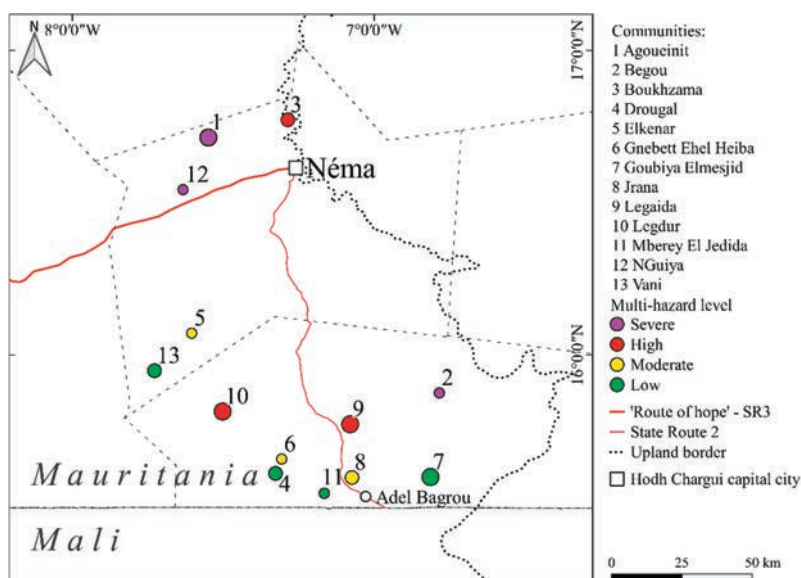 8°0'0"W
7°0'0"W
17°0'0"N
16°0'0"N
N
3
1
Néma
12
5
13
2
10
9
6
7
4
8
11
Adel Bagrou
Mauritania
Mali
Communities:
1 Agoueinit
2 Begou
3 Boukhzama
4 Drougal
5 Elkenar
6 Gnebett Ehel Heiba
7 Goubiya Elmesjid
8 Jrana
9 Legaida
10 Legdur
11 Mberey El Jedida
12 NGuiya
13 Vani
Multi-hazard level
Severe
High
Moderate
Low
'Route of hope' - SR3
State Route 2
Upland border
Hodh Chargui capital city
0 25 50 km